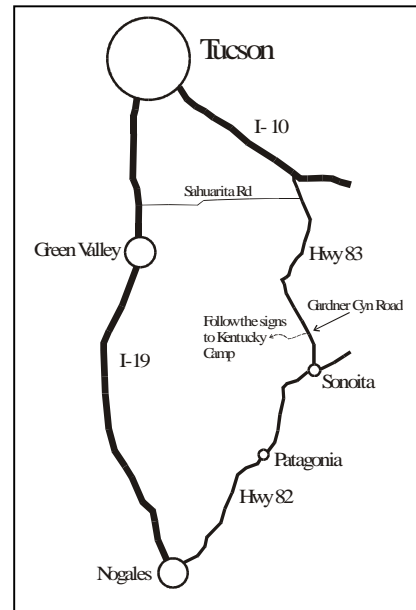 Tucson
I-10
Sahuarita Rd
Green Valley
Hwy 83
Gardner Cyn Road
Follow the signs
to Kentucky
Camp
I-19
Sonoita
Patagonia
Hwy 82
Nogales